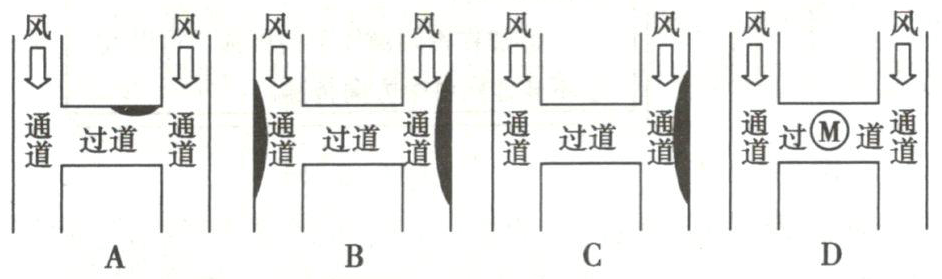 风 风 风 风 风 风 风 风
通道 过道 通道 通道 过道 通道 通道 过道 通道 通道 过 M 道 通道
A B C D